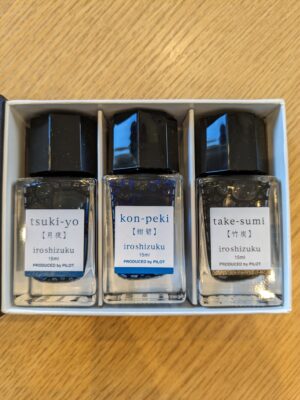 tsuki-yo
【月夜】
iroshizuku
15ml
PRODUCED by PILOT
kon-peki
【紺碧】
iroshizuku
15ml
PRODUCED by PILOT
take-sumi
【竹炭】
iroshizuku
15ml
PRODUCED by PILOT